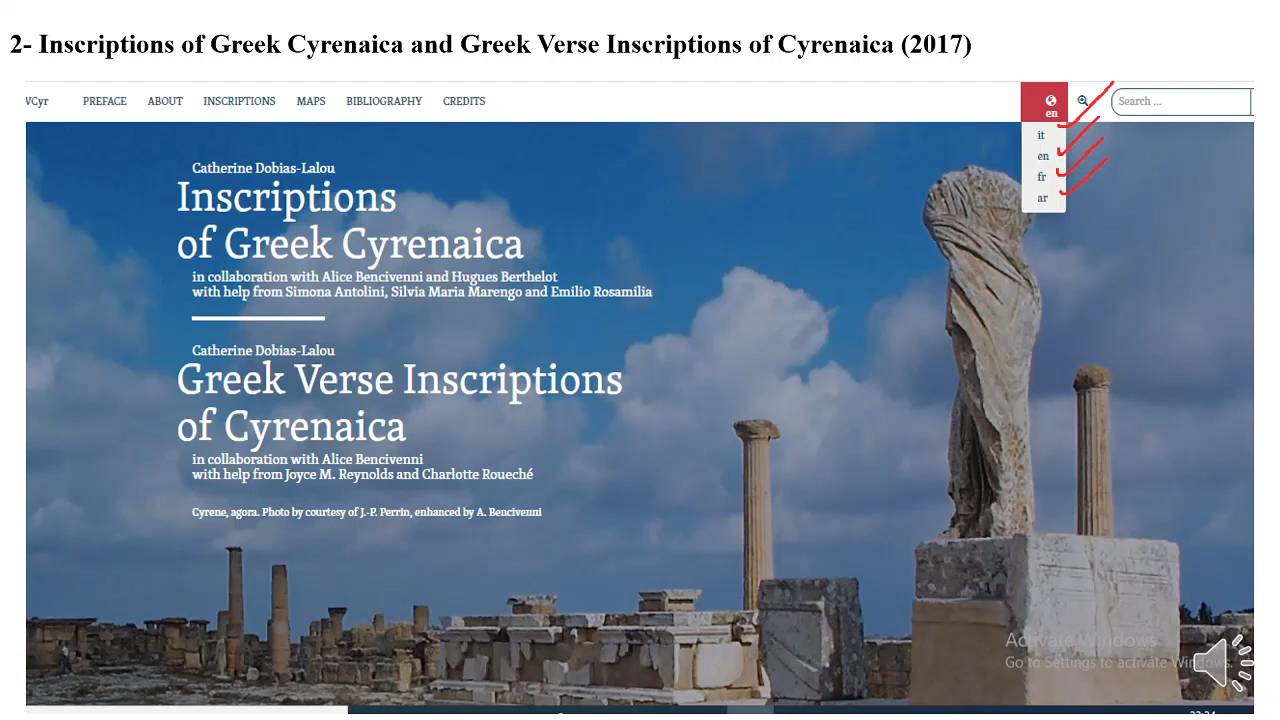 2- Inscriptions of Greek Cyrenaica and Greek Verse Inscriptions of Cyrenaica (2017)
VCyr PREFACE ABOUT INSCRIPTIONS MAPS BIBLIOGRAPHY CREDITS en Search ...
it
en
fr
ar
Catherine Dobias-Lalou
Inscriptions
of Greek Cyrenaica
in collaboration with Alice Bencivenni and Hugues Berthelot
with help from Simona Antolini, Silvia Maria Marengo and Emilio Rosamilia
Catherine Dobias-Lalou
Greek Verse Inscriptions
of Cyrenaica
in collaboration with Alice Bencivenni
with help from Joyce M. Reynolds and Charlotte Roueché
Cyrene, agora. Photo by courtesy of J.-P. Perrin, enhanced by A. Bencivenni
Activate Windows
Go to Settings to activate Windows.